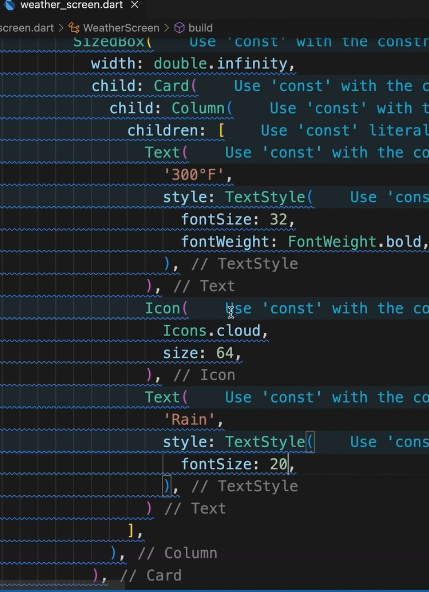 weather_screen.dart ×
screen.dart > WeatherScreen > build
SizedBox( Use 'const' with the constr
width: double.infinity,
child: Card( Use 'const' with the c
child: Column( Use 'const' with t
children: [ Use 'const' literal
Text( Use 'const' with the co
'300°F',
style: TextStyle( Use 'cons
fontSize: 32,
fontWeight: FontWeight.bold,
), // TextStyle
), // Text
Icon( Use 'const' with the co
Icons.cloud,
size: 64,
), // Icon
Text( Use 'const' with the co
'Rain',
style: TextStyle( Use 'cons
fontSize: 20,
), // TextStyle
) // Text
],
), // Column
), // Card